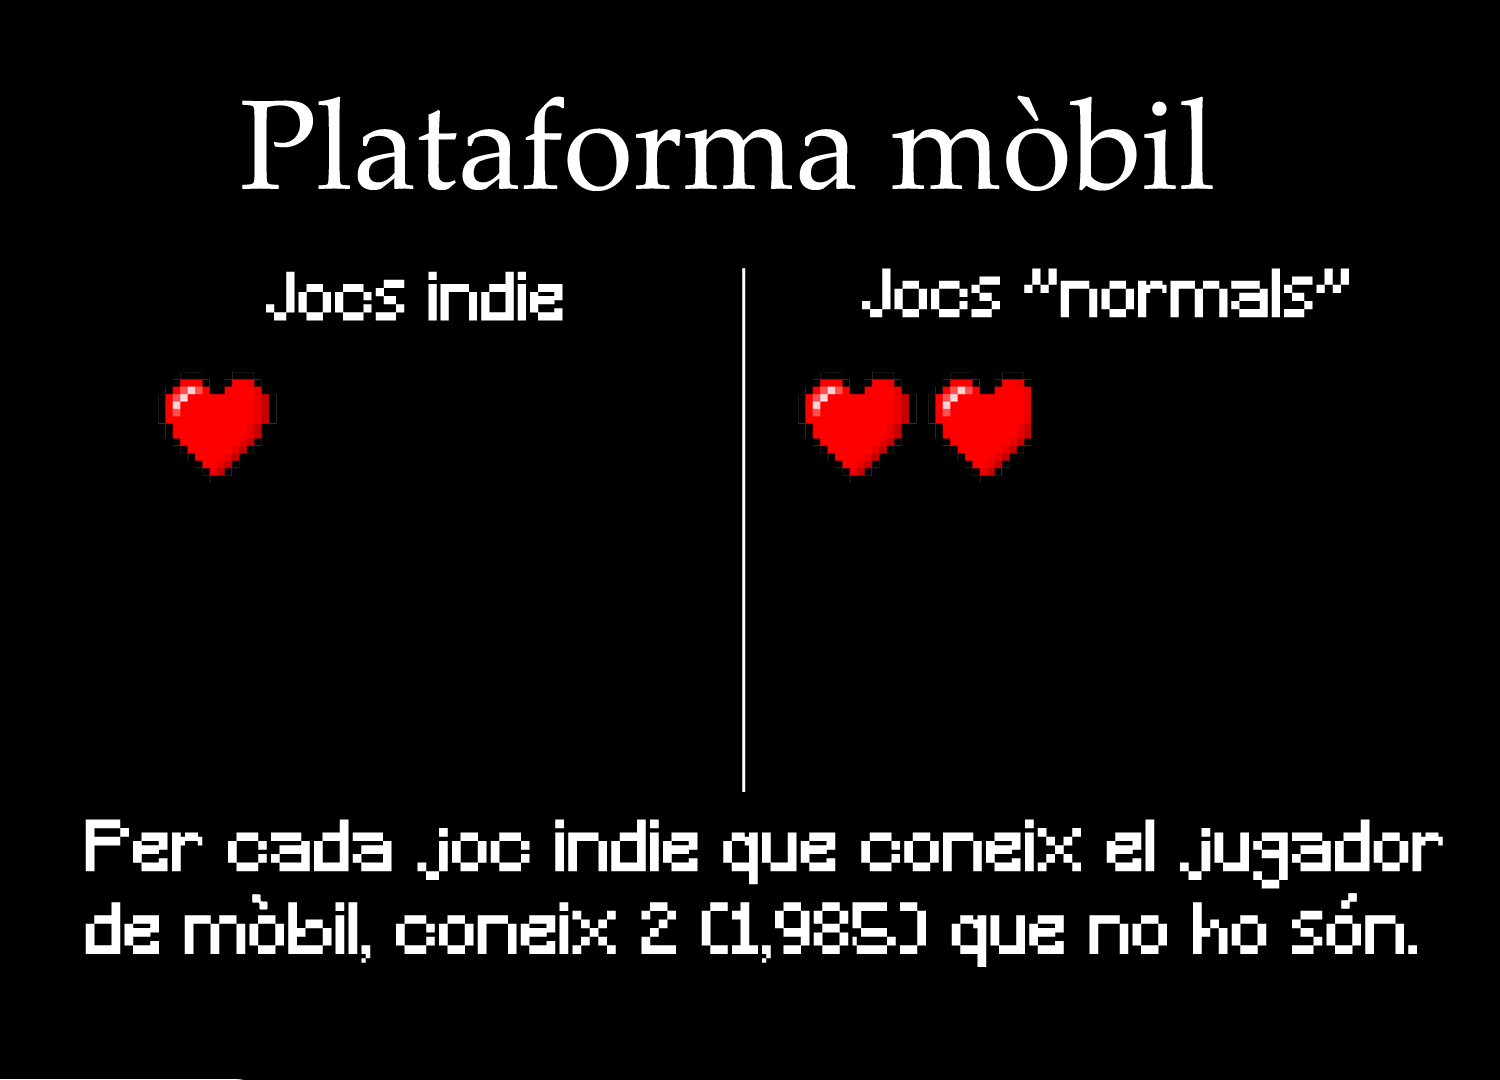 Plataforma mòbil
Jocs indie
Jocs "normals"
Per cada joc indie que coneix el jugador
de mòbil, coneix 2 (1,985) que no ho són.